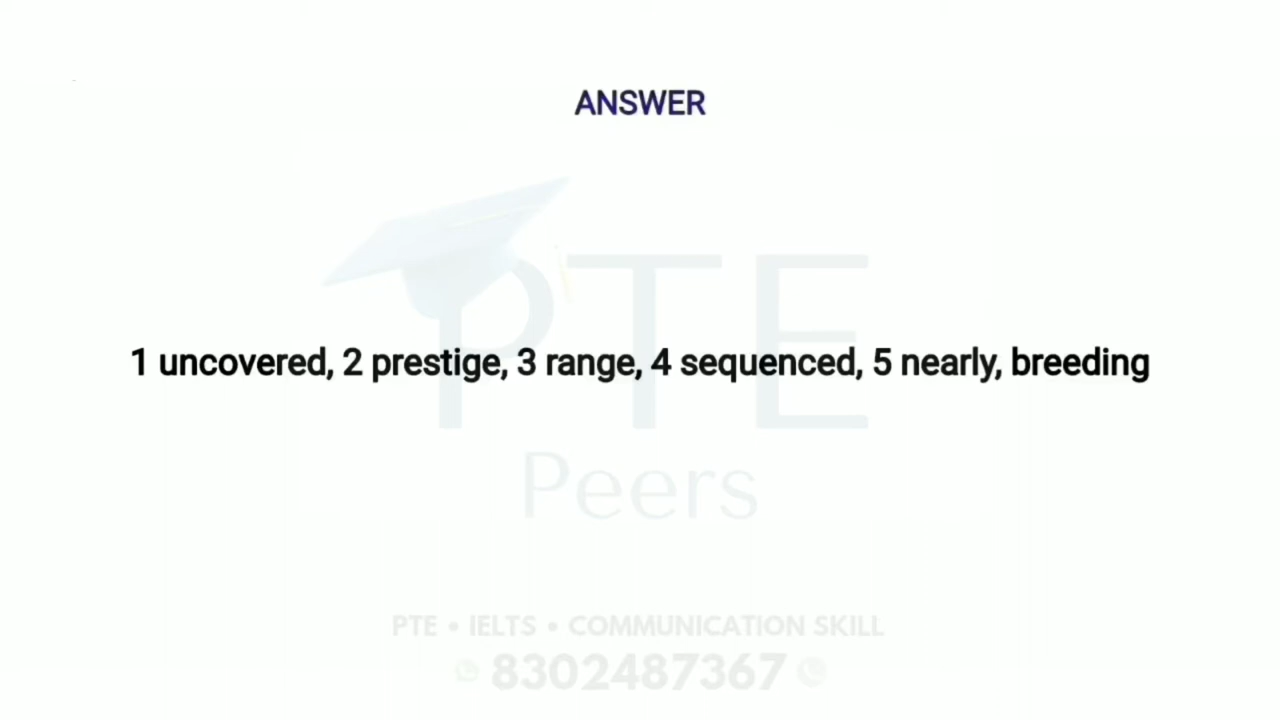 ANSWER
PTE
1 uncovered, 2 prestige, 3 range, 4 sequenced, 5 nearly, breeding
Peers
PTE • IELTS • COMMUNICATION SKILL
8302487367